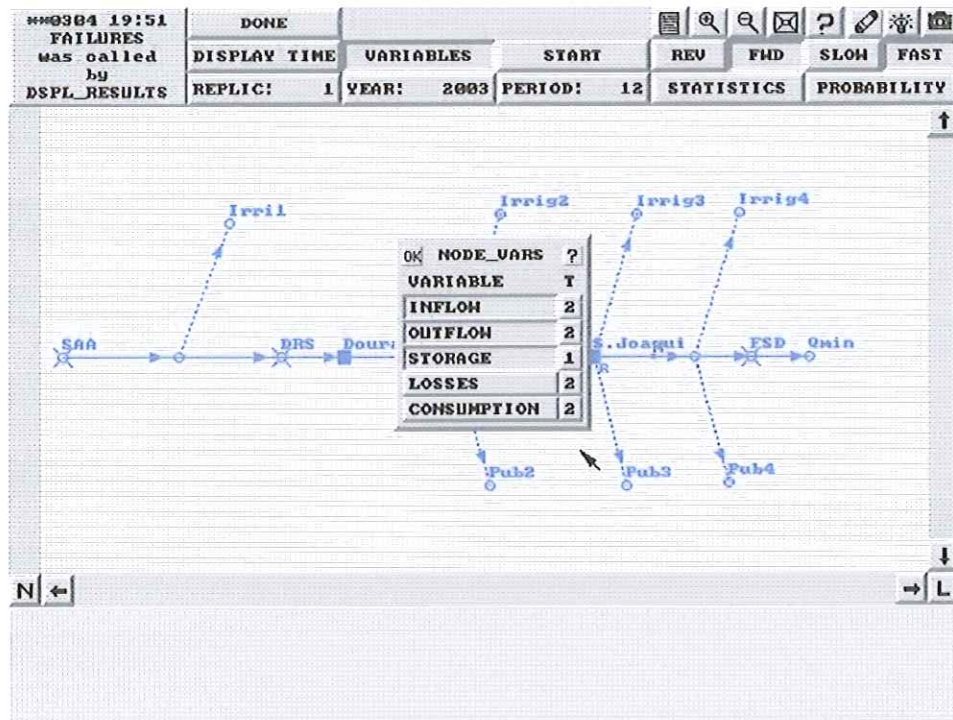 **0304 19:51
FAILURES
was called
by
DSPL_RESULTS
DONE
?
DISPLAY TIME VARIABLES START REV FWD SLOW FAST
REPLIC: 1 YEAR: 2003 PERIOD: 12 STATISTICS PROBABILITY
Irri1 Irrig2 Irrig3 Irrig4
OK NODE_VARS ?
VARIABLE T
INFLOW 2
OUTFLOW 2
STORAGE 1
LOSSES 2
CONSUMPTION 2
SAA DRS S.Joaqui FSD Qmin
R
Pub2 Pub3 Pub4
N L